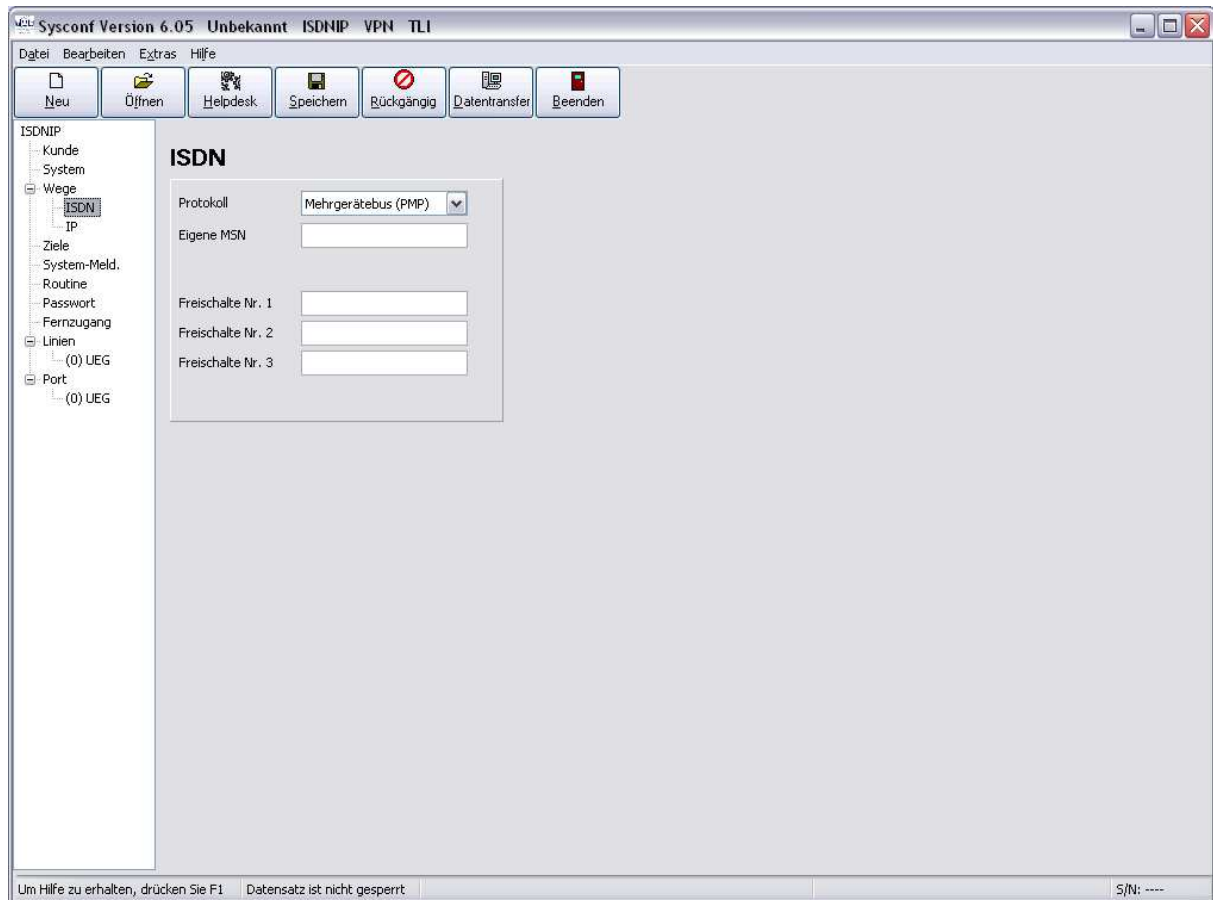 Sysconf Version 6.05 Unbekannt ISDNIP VPN TLI
Datei Bearbeiten Extras Hilfe
Neu Öffnen Helpdesk Speichern Rückgängig Datentransfer Beenden
ISDNIP
Kunde
System
Wege
ISDN
IP
Ziele
System-Meld.
Routine
Passwort
Fernzugang
Linien
(0) UEG
Port
(0) UEG
ISDN
Protokoll Mehrgerätebus (PMP)
Eigene MSN
Freischalte Nr. 1
Freischalte Nr. 2
Freischalte Nr. 3
Um Hilfe zu erhalten, drücken Sie F1 Datensatz ist nicht gesperrt S/N: ----